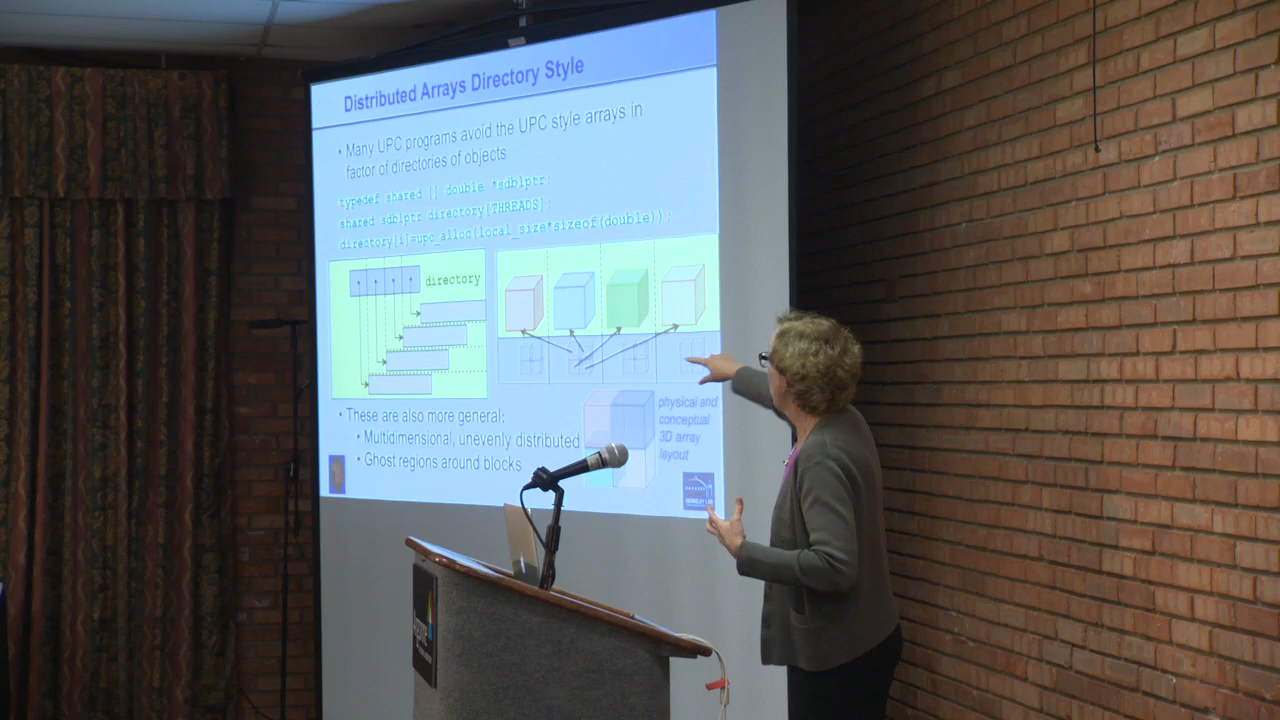 Distributed Arrays Directory Style
• Many UPC programs avoid the UPC style arrays in
factor of directories of objects
typedef shared [] double *sdblptr;
shared sdblptr directory[THREADS];
directory[i]=upc_alloc(local_size*sizeof(double));
directory
• These are also more general:
• Multidimensional, unevenly distributed
• Ghost regions around blocks
physical and
conceptual
3D array
layout
BERKELEY LAB